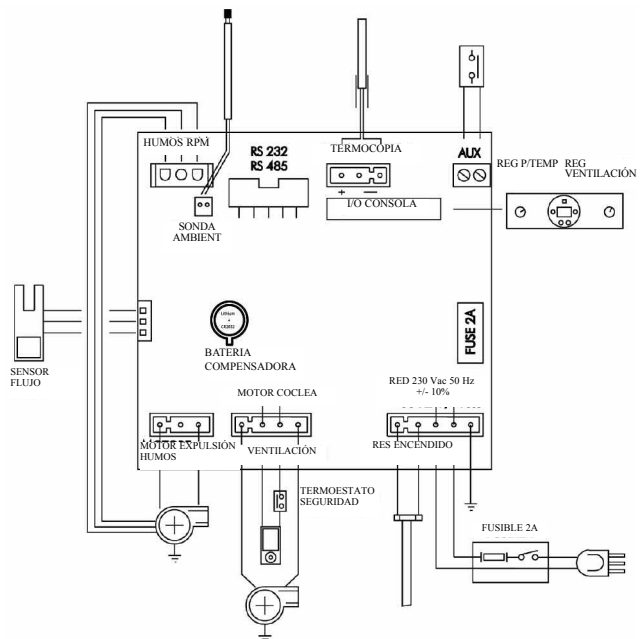 HUMOS RPM
RS 232
RS 485
TERMOCOPIA
AUX
REG P/TEMP REG
VENTILACIÓN
+ —
I/O CONSOLA
SONDA
AMBIENT
SENSOR
FLUJO
BATERIA
COMPENSADORA
FUSE 2A
RED 230 Vac 50 Hz
+/- 10%
MOTOR COCLEA
MOTOR EXPULSIÓN
HUMOS
VENTILACIÓN
RES ENCENDIDO
TERMOESTATO
SEGURIDAD
FUSIBLE 2A